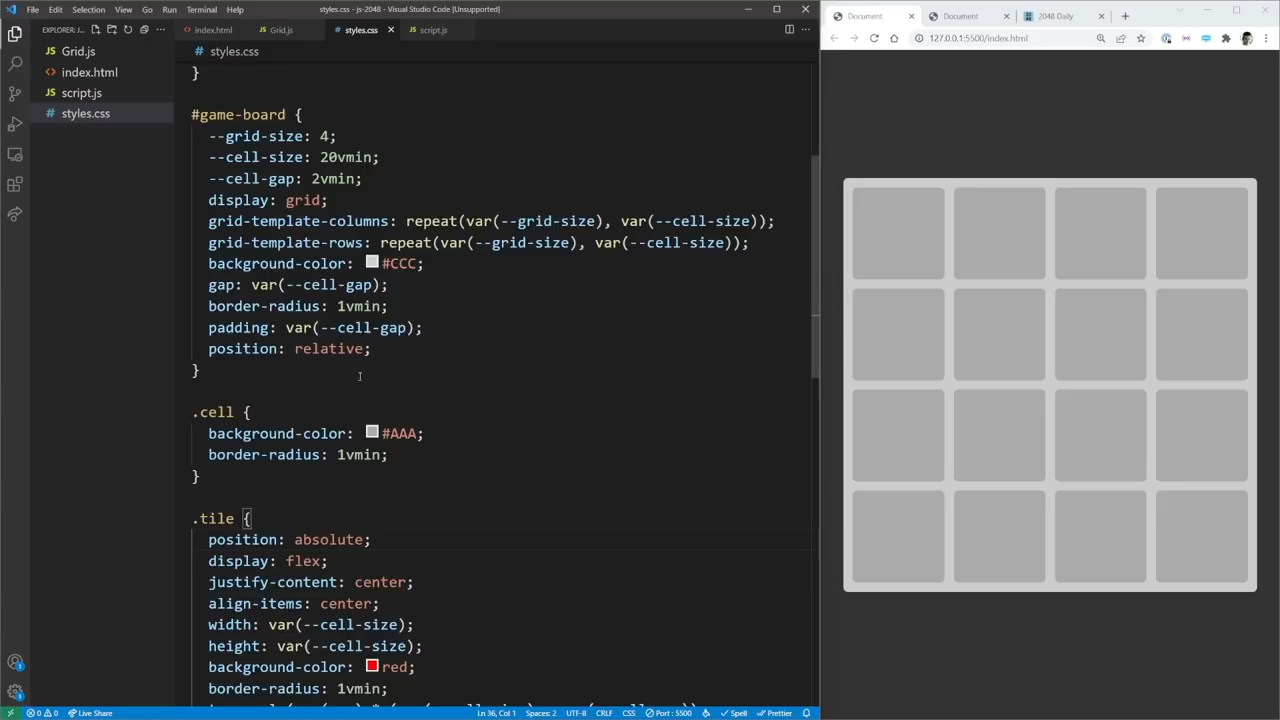 File Edit Selection View Go Run Terminal Help
styles.css - js-2048 - Visual Studio Code [Unsupported]
EXPLORER: J...
index.html
Grid.js
styles.css
script.js
JS Grid.js
<> index.html
JS script.js
# styles.css
# styles.css
}
#game-board {
--grid-size: 4;
--cell-size: 20vmin;
--cell-gap: 2vmin;
display: grid;
grid-template-columns: repeat(var(--grid-size), var(--cell-size));
grid-template-rows: repeat(var(--grid-size), var(--cell-size));
background-color: #CCC;
gap: var(--cell-gap);
border-radius: 1vmin;
padding: var(--cell-gap);
position: relative;
}
.cell {
background-color: #AAA;
border-radius: 1vmin;
}
.tile {
position: absolute;
display: flex;
justify-content: center;
align-items: center;
width: var(--cell-size);
height: var(--cell-size);
background-color: red;
border-radius: 1vmin;
0 0
Live Share
Ln 36, Col 1
Spaces: 2
UTF-8
CRLF
CSS
Port : 5500
Spell
Prettier
Document
Document
2048 Daily
127.0.0.1:5500/index.html